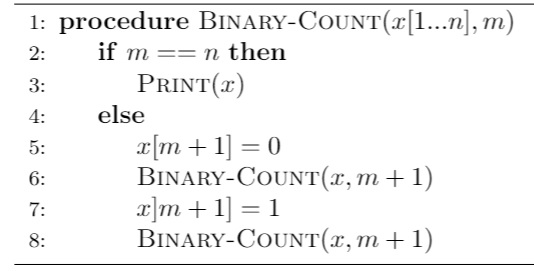 1: procedure BINARY-COUNT(x[1...n], m)
2: if m == n then
3: PRINT(x)
4: else
5: x[m + 1] = 0
6: BINARY-COUNT(x, m + 1)
7: x]m + 1] = 1
8: BINARY-COUNT(x, m + 1)